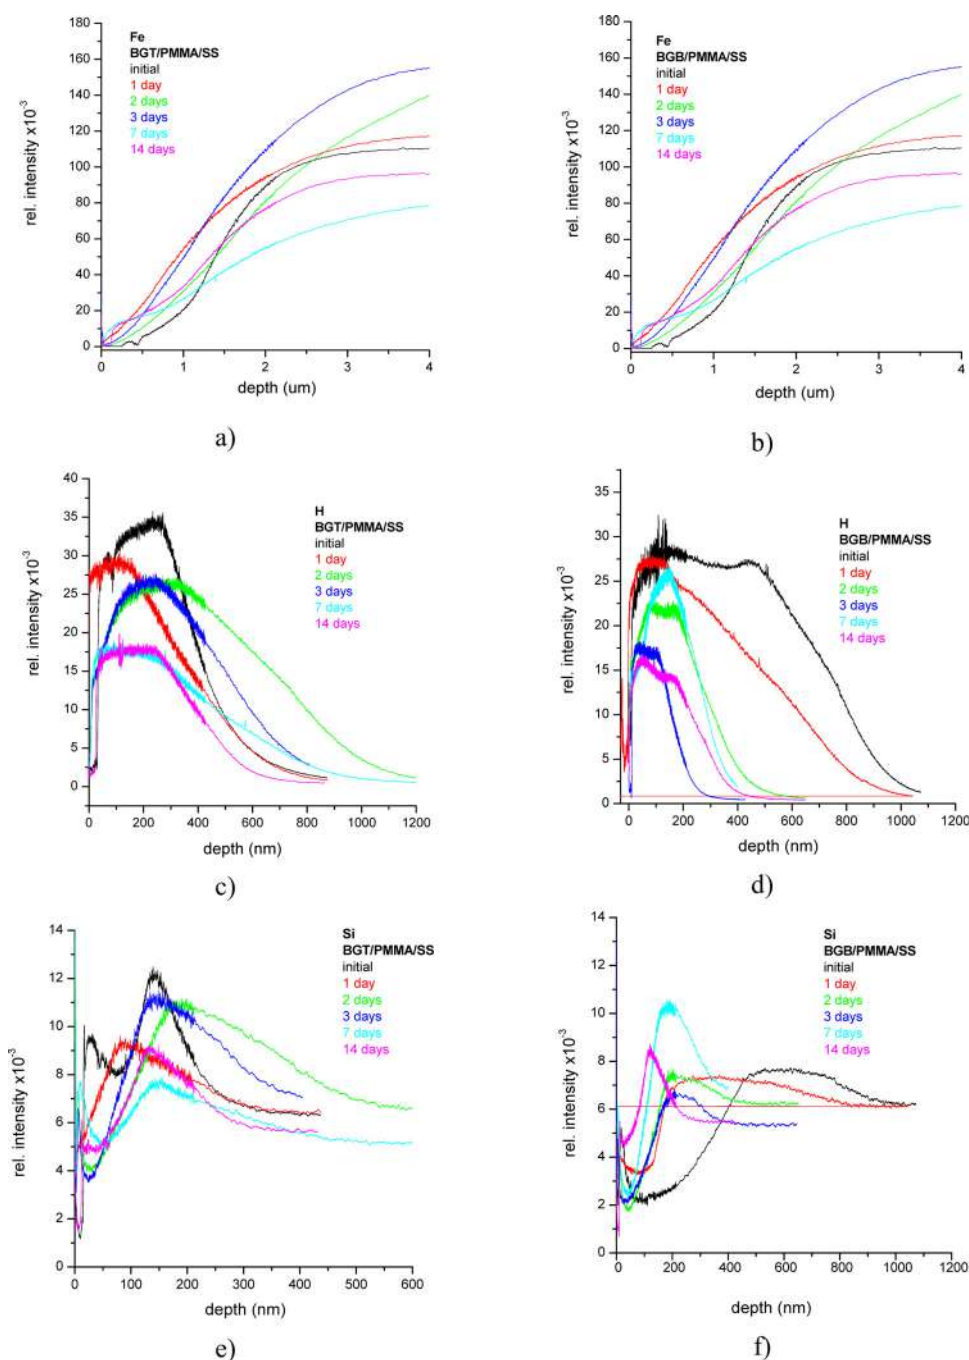 Fe
BGT/PMMA/SS
initial
1 day
2 days
3 days
7 days
14 days
rel. intensity x10-3
180
160
140
120
100
80
60
40
20
0
0 1 2 3 4
depth (um)
a)
Fe
BGB/PMMA/SS
initial
1 day
2 days
3 days
7 days
14 days
rel. intensity x10-3
180
160
140
120
100
80
60
40
20
0
0 1 2 3 4
depth (um)
b)
H
BGT/PMMA/SS
initial
1 day
2 days
3 days
7 days
14 days
rel. intensity x10-3
40
35
30
25
20
15
10
5
0
0 200 400 600 800 1000 1200
depth (nm)
c)
H
BGB/PMMA/SS
initial
1 day
2 days
3 days
7 days
14 days
rel. intensity x10-3
35
30
25
20
15
10
5
0
0 200 400 600 800 1000 1200
depth (nm)
d)
Si
BGT/PMMA/SS
initial
1 day
2 days
3 days
7 days
14 days
rel. intensity x10-3
14
12
10
8
6
4
2
0
0 100 200 300 400 500 600
depth (nm)
e)
Si
BGB/PMMA/SS
initial
1 day
2 days
3 days
7 days
14 days
rel. intensity x10-3
14
12
10
8
6
4
2
0
0 200 400 600 800 1000 1200
depth (nm)
f)